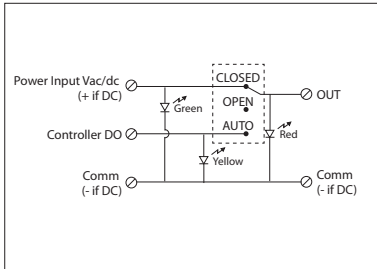 CLOSED
Power Input Vac/dc
(+ if DC)
Green
OUT
OPEN
AUTO
Controller DO
Red
Yellow
Comm
(- if DC)
Comm
(- if DC)